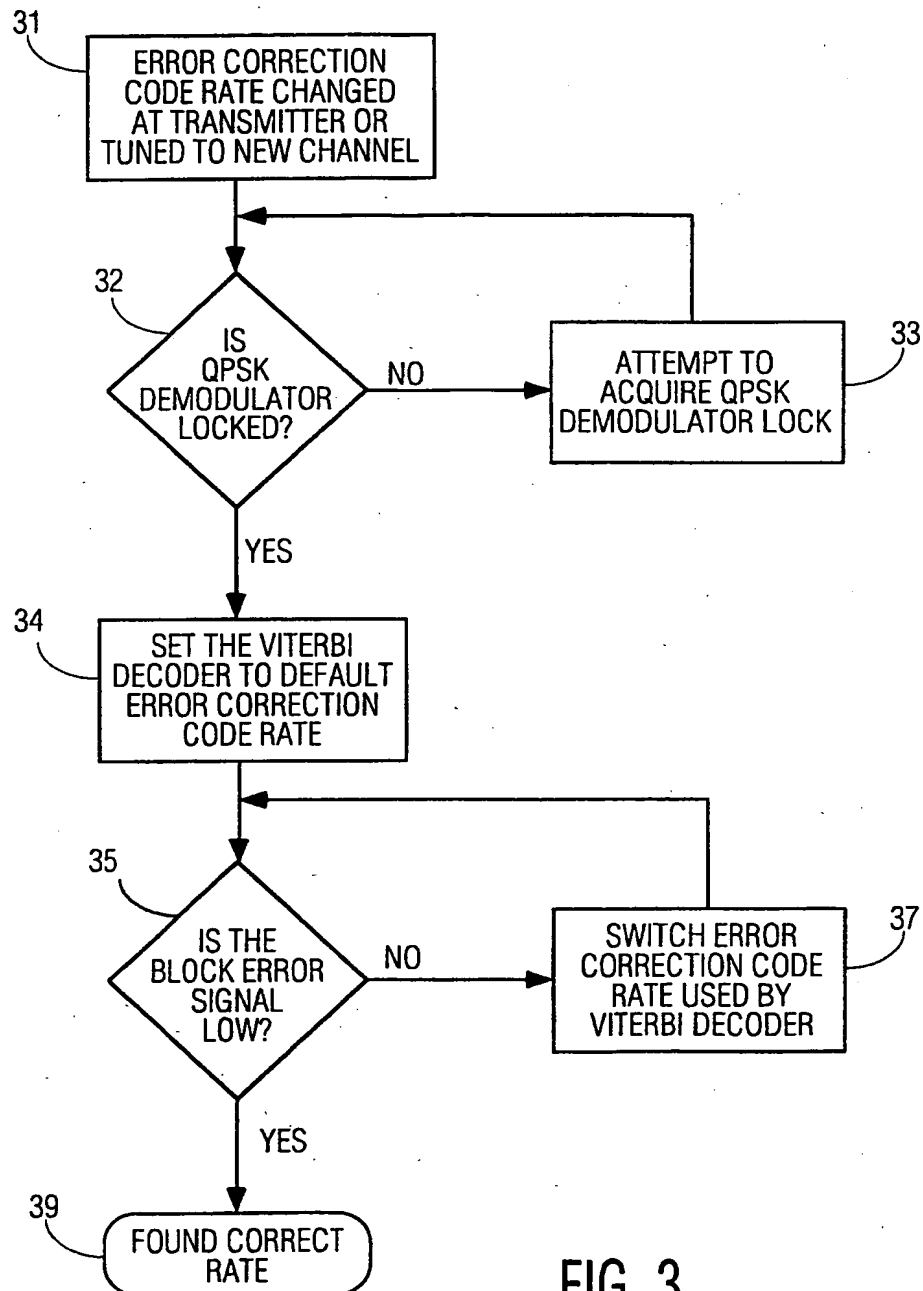 31
ERROR CORRECTION
CODE RATE CHANGED
AT TRANSMITTER OR
TUNED TO NEW CHANNEL
32
IS
QPSK
DEMODULATOR
LOCKED?
NO
33
ATTEMPT TO
ACQUIRE QPSK
DEMODULATOR LOCK
YES
34
SET THE VITERBI
DECODER TO DEFAULT
ERROR CORRECTION
CODE RATE
35
IS THE
BLOCK ERROR
SIGNAL
LOW?
NO
37
SWITCH ERROR
CORRECTION CODE
RATE USED BY
VITERBI DECODER
YES
39
FOUND CORRECT
RATE
FIG. 3